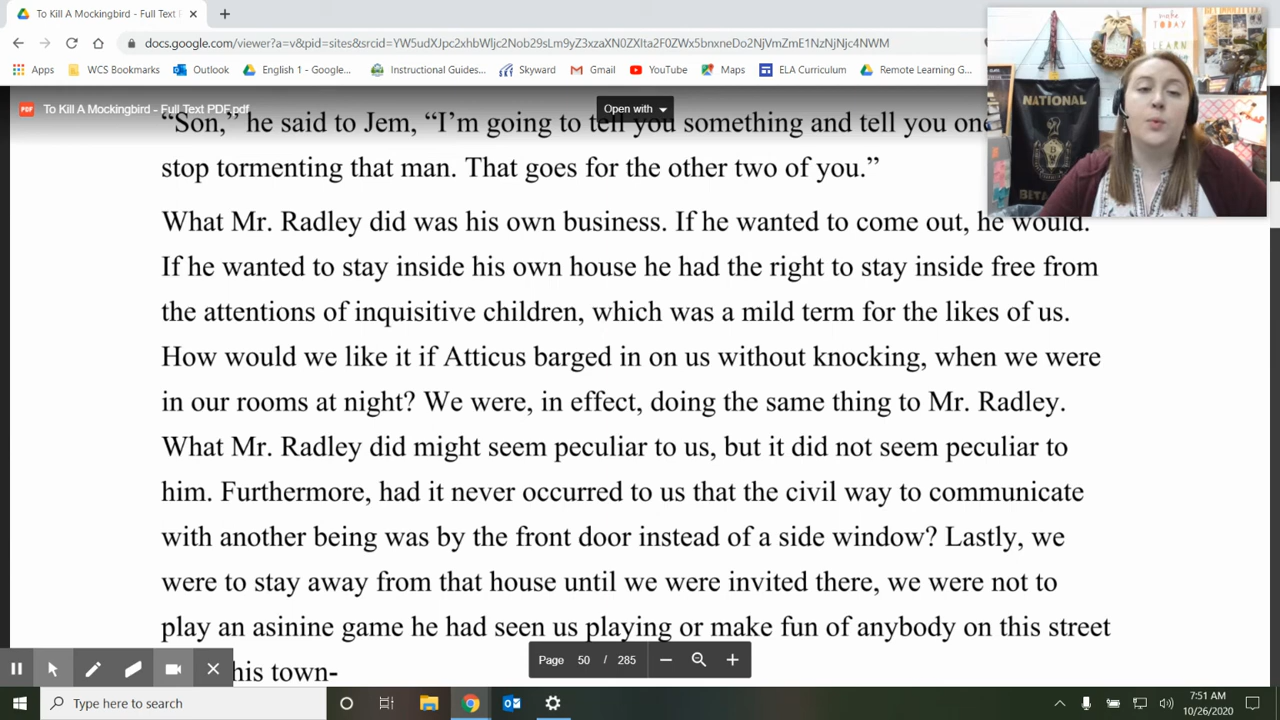 To Kill A Mockingbird - Full Text
docs.google.com/viewer?a=v&pid=sites&srcid=YW5udXJpc2xhbWljc2NoY29sLm9yZ3xzaXN0ZXIta2F0ZWx5bnxneDo2NjVmZmE1NzNjNjc4NWM
Apps WCS Bookmarks Outlook English 1 - Google... Instructional Guides... Skyward Gmail YouTube Maps ELA Curriculum Remote Learning G...
PDF To Kill A Mockingbird - Full Text PDF.pdf
Open with
make
TODAY
LEARN
NATIONAL
BETA
“Son,” he said to Jem, “I’m going to tell you something and tell you one
stop tormenting that man. That goes for the other two of you.”
What Mr. Radley did was his own business. If he wanted to come out, he would.
If he wanted to stay inside his own house he had the right to stay inside free from
the attentions of inquisitive children, which was a mild term for the likes of us.
How would we like it if Atticus barged in on us without knocking, when we were
in our rooms at night? We were, in effect, doing the same thing to Mr. Radley.
What Mr. Radley did might seem peculiar to us, but it did not seem peculiar to
him. Furthermore, had it never occurred to us that the civil way to communicate
with another being was by the front door instead of a side window? Lastly, we
were to stay away from that house until we were invited there, we were not to
play an asinine game he had seen us playing or make fun of anybody on this street
his town-
Page 50 / 285
Type here to search
7:51 AM
10/26/2020